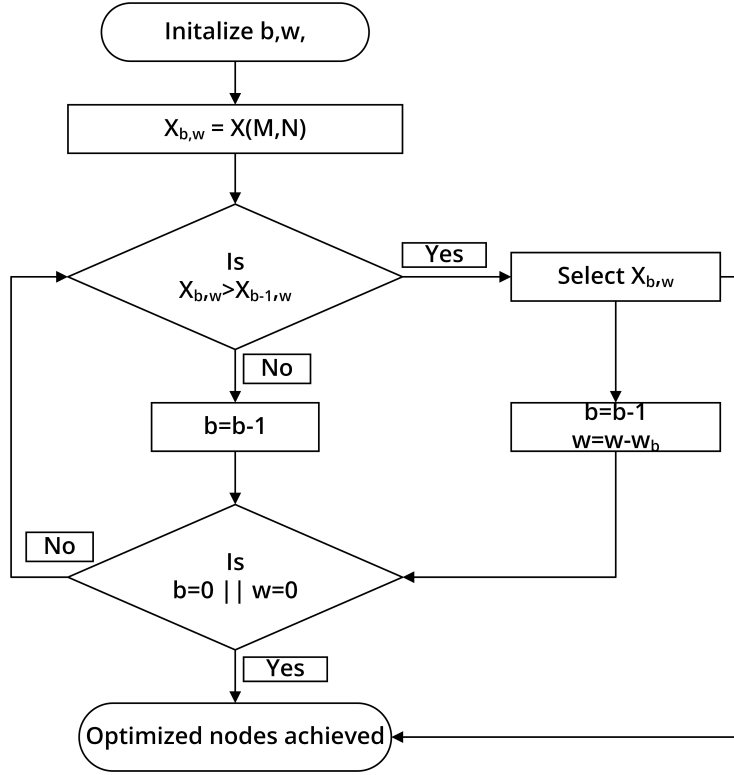 Initalize b,w,
Xb,w = X(M,N)
Is
Xb,w>Xb-1,w
Yes
Select Xb,w
No
b=b-1
b=b-1
w=w-wb
No
Is
b=0 || w=0
Yes
Optimized nodes achieved